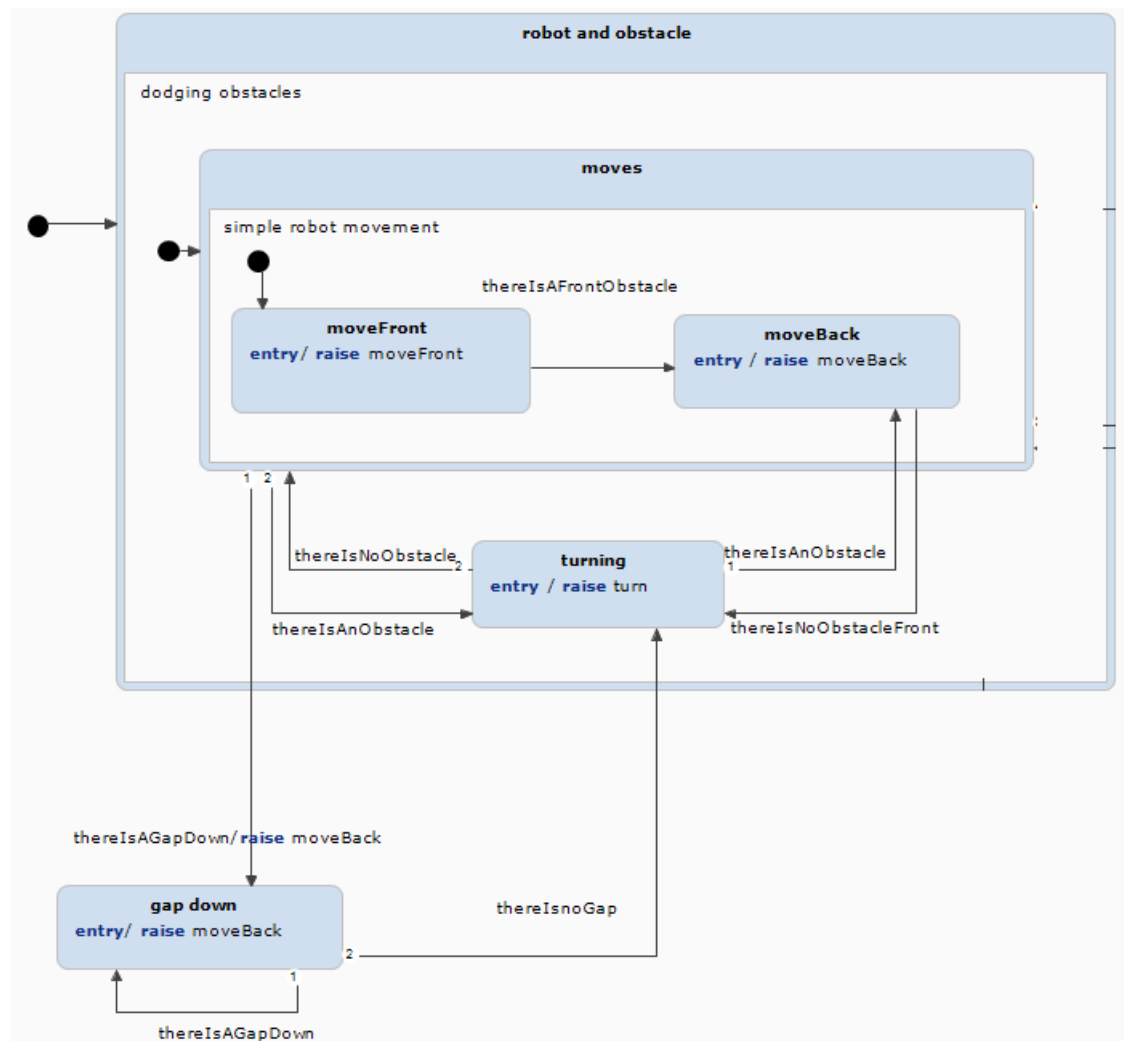 robot and obstacle
dodging obstacles
moves
simple robot movement
thereIsAFrontObstacle
moveFront
entry/ raise moveFront
moveBack
entry / raise moveBack
1 2
thereIsNoObstacle
2
turning
entry / raise turn
thereIsAnObstacle
1
thereIsAnObstacle
thereIsNoObstacleFront
thereIsAGapDown/raise moveBack
gap down
entry/ raise moveBack
thereIsnoGap
2
1
thereIsAGapDown